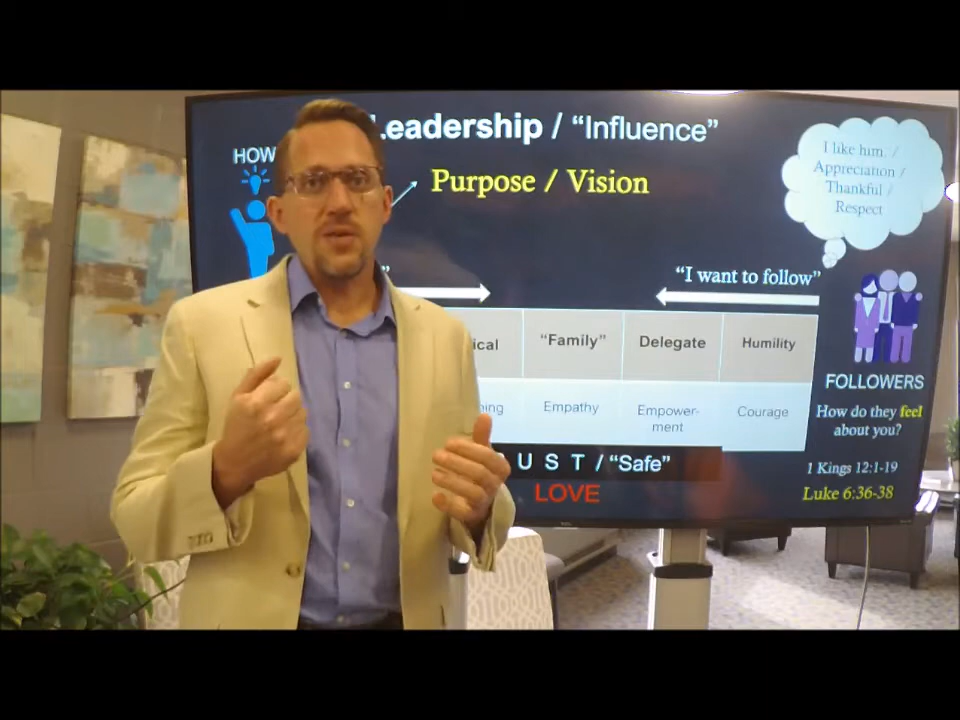 Leadership / “Influence”
HOW
Purpose / Vision
I like him. /
Appreciation /
Thankful /
Respect
“I want to follow”
“Family”
Delegate
Humility
Empathy
Empower-
ment
Courage
FOLLOWERS
How do they feel
about you?
U S T / “Safe”
LOVE
1 Kings 12:1-19
Luke 6:36-38